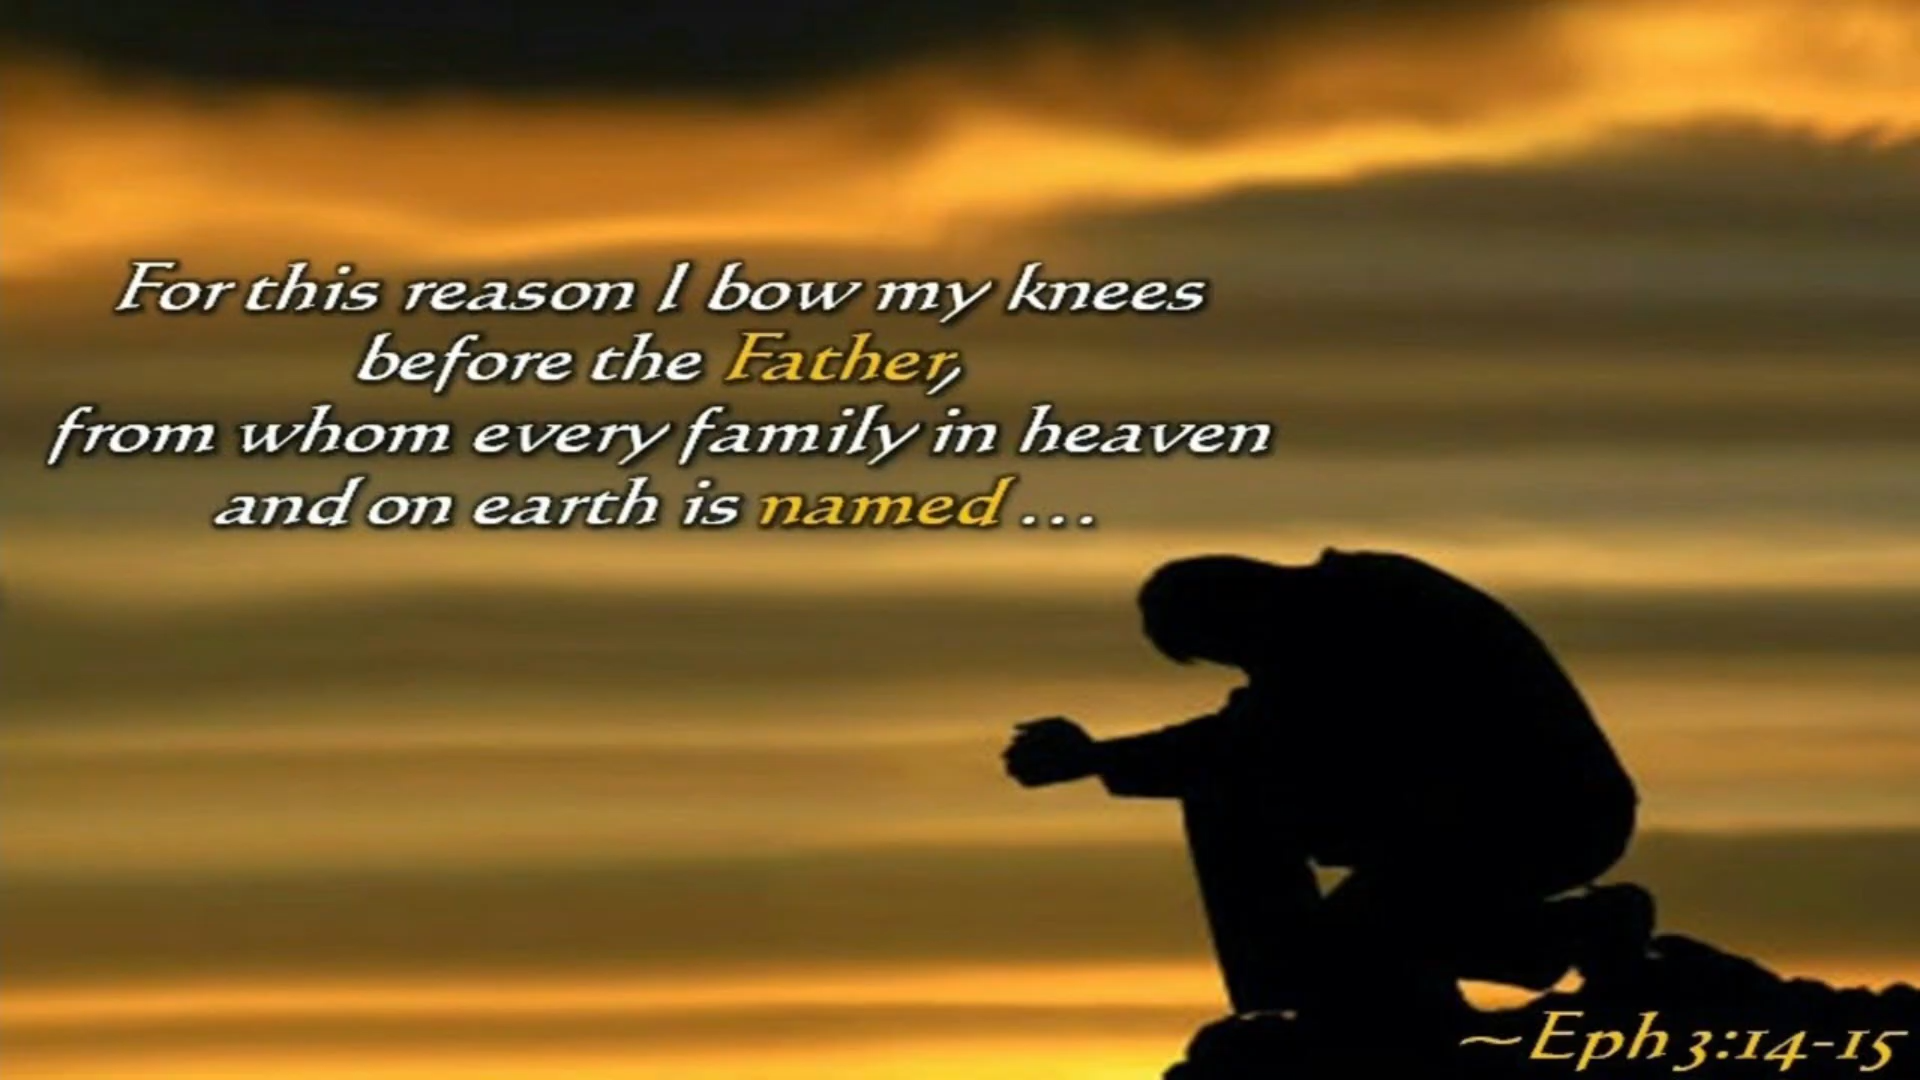 For this reason I bow my knees
before the Father,
from whom every family in heaven
and on earth is named ...
~Eph 3:14-15